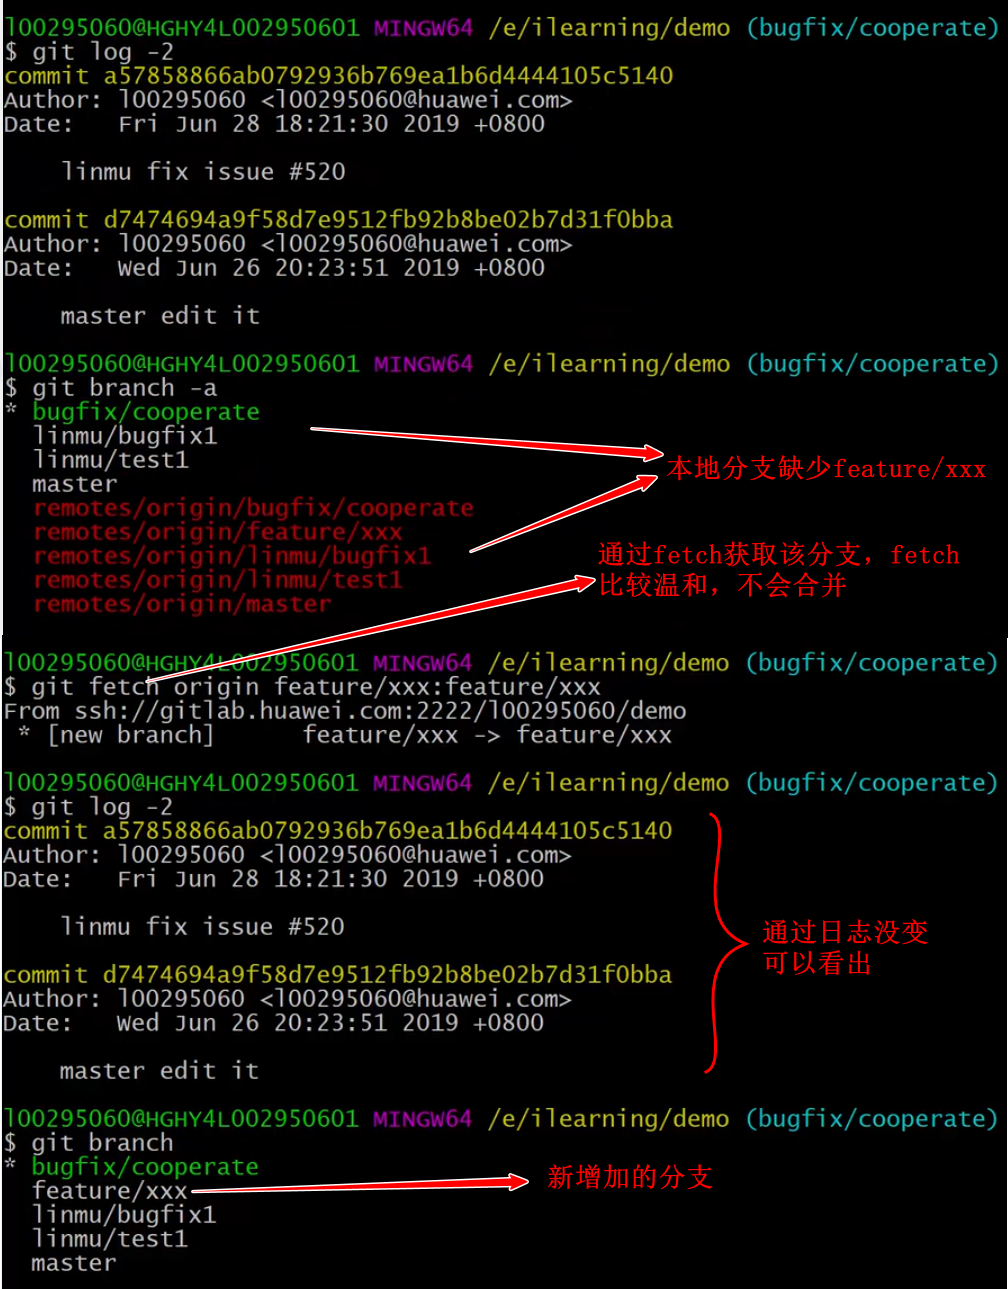 l00295060@HGHY4L002950601 MINGW64 /e/ilearning/demo (bugfix/cooperate)
$ git log -2
commit a57858866ab0792936b769ea1b6d4444105c5140
Author: l00295060 <l00295060@huawei.com>
Date:   Fri Jun 28 18:21:30 2019 +0800
linmu fix issue #520
commit d7474694a9f58d7e9512fb92b8be02b7d31f0bba
Author: l00295060 <l00295060@huawei.com>
Date:   Wed Jun 26 20:23:51 2019 +0800
master edit it
l00295060@HGHY4L002950601 MINGW64 /e/ilearning/demo (bugfix/cooperate)
$ git branch -a
* bugfix/cooperate
linmu/bugfix1
linmu/test1
master
remotes/origin/bugfix/cooperate
remotes/origin/feature/xxx
remotes/origin/linmu/bugfix1
remotes/origin/linmu/test1
remotes/origin/master
本地分支缺少feature/xxx
通过fetch获取该分支，fetch
比较温和，不会合并
l00295060@HGHY4L002950601 MINGW64 /e/ilearning/demo (bugfix/cooperate)
$ git fetch origin feature/xxx:feature/xxx
From ssh://gitlab.huawei.com:2222/l00295060/demo
* [new branch]      feature/xxx -> feature/xxx
l00295060@HGHY4L002950601 MINGW64 /e/ilearning/demo (bugfix/cooperate)
$ git log -2
commit a57858866ab0792936b769ea1b6d4444105c5140
Author: l00295060 <l00295060@huawei.com>
Date:   Fri Jun 28 18:21:30 2019 +0800
linmu fix issue #520
commit d7474694a9f58d7e9512fb92b8be02b7d31f0bba
Author: l00295060 <l00295060@huawei.com>
Date:   Wed Jun 26 20:23:51 2019 +0800
master edit it
通过日志没变
可以看出
l00295060@HGHY4L002950601 MINGW64 /e/ilearning/demo (bugfix/cooperate)
$ git branch
* bugfix/cooperate
feature/xxx
linmu/bugfix1
linmu/test1
master
新增加的分支